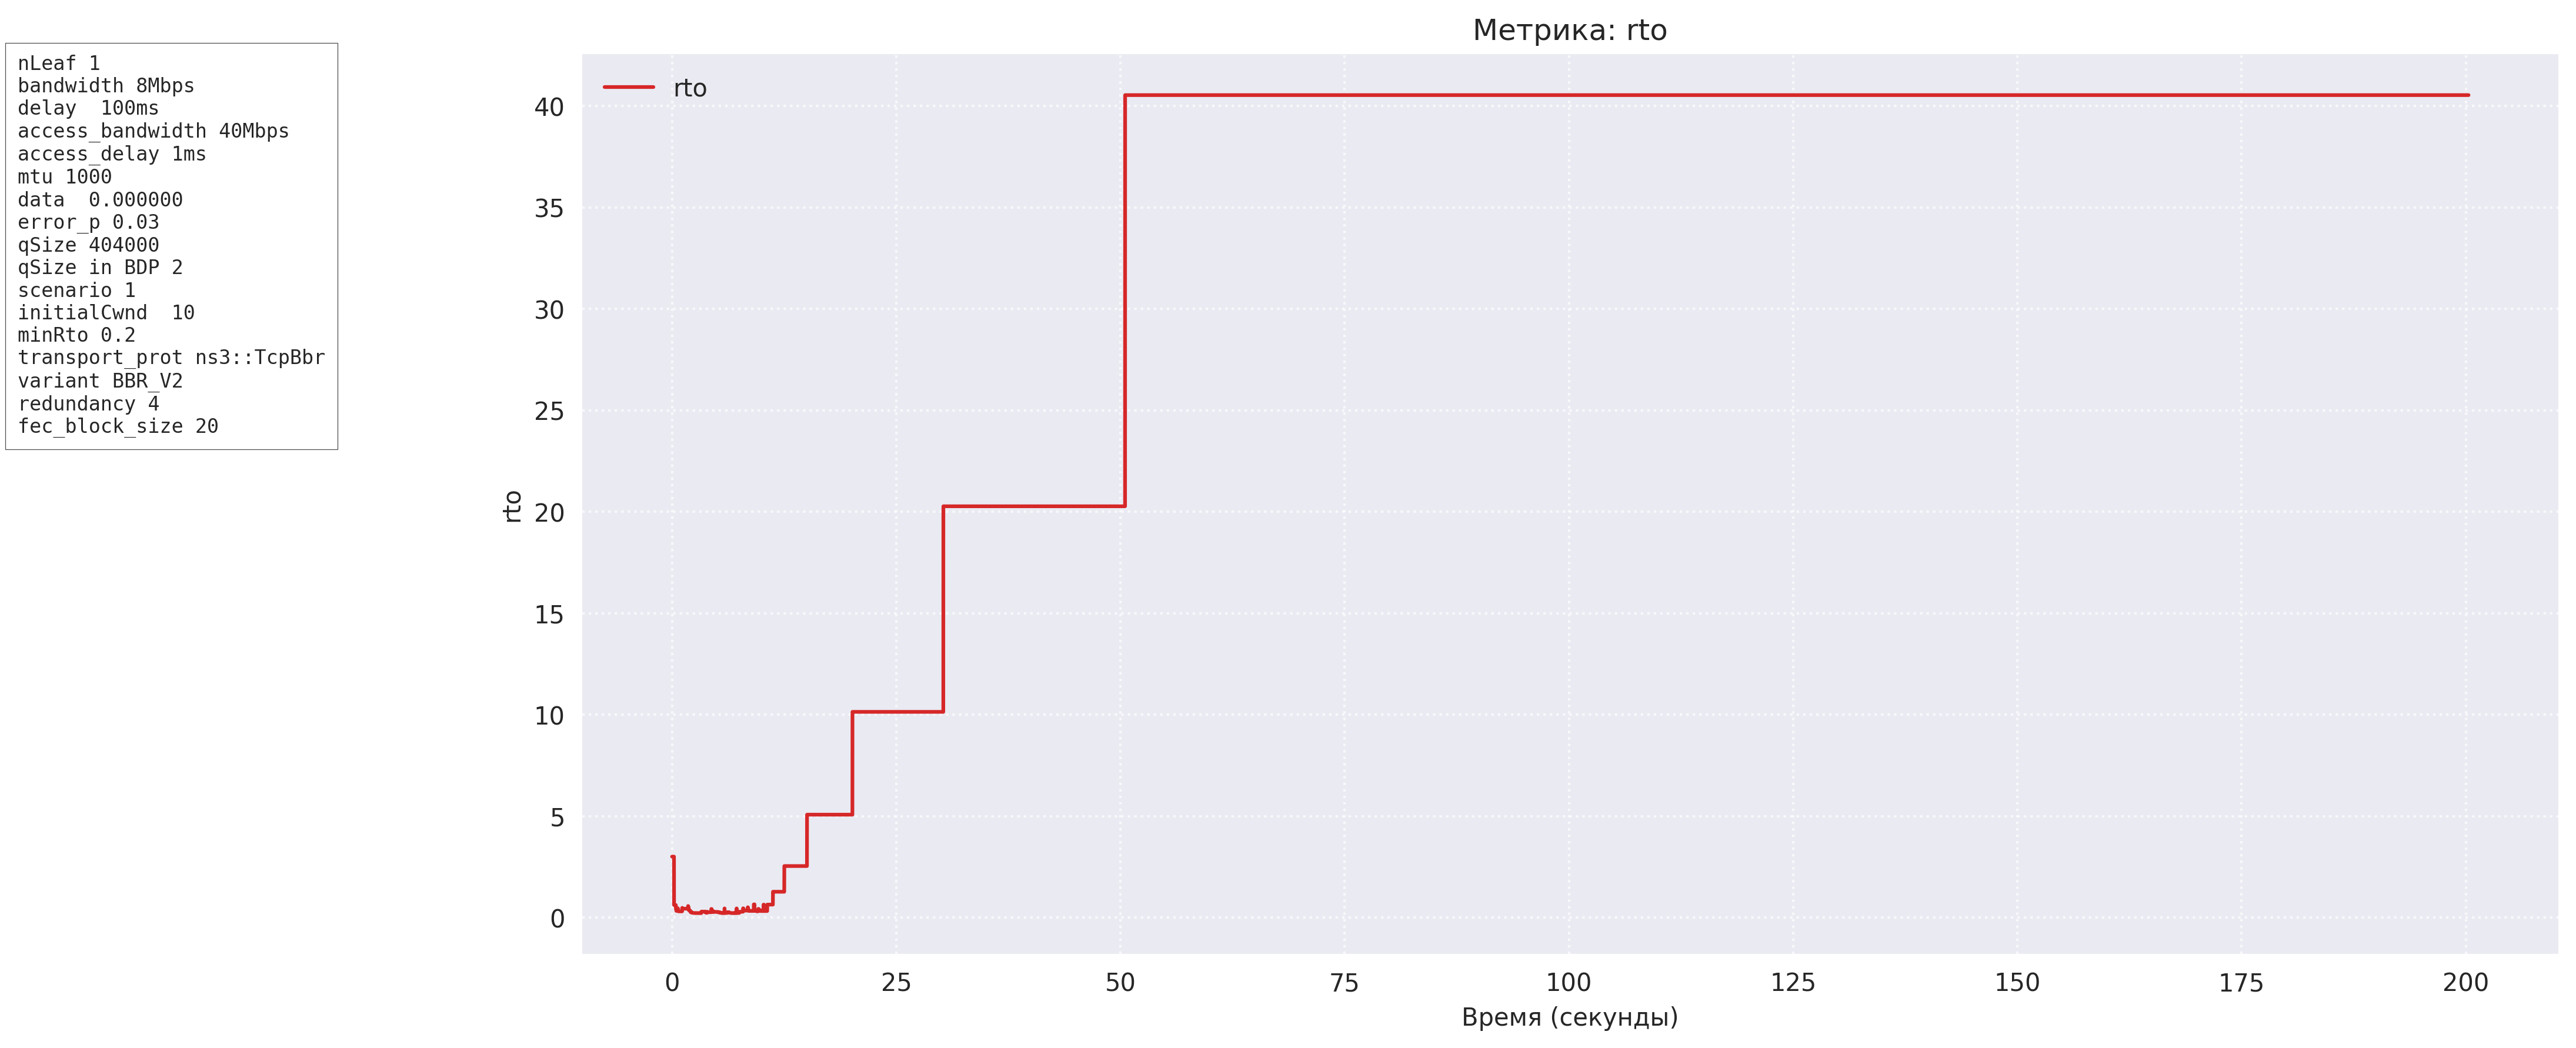 Метрика: rto
nLeaf 1
bandwidth 8Mbps
delay  100ms
access_bandwidth 40Mbps
access_delay 1ms
mtu 1000
data  0.000000
error_p 0.03
qSize 404000
qSize in BDP 2
scenario 1
initialCwnd  10
minRto 0.2
transport_prot ns3::TcpBbr
variant BBR_V2
redundancy 4
fec_block_size 20
rto
40
35
30
25
20
15
10
5
0
rto
0 25 50 75 100 125 150 175 200
Время (секунды)